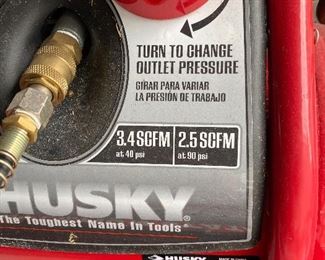 TURN TO CHANGE
OUTLET PRESSURE
GIRAR PARA VARIAR
LA PRESIÓN DE TRABAJO
3.4 SCFM
at 40 psi
2.5 SCFM
at 90 psi
HUSKY
The Toughest Name In Tools
HUSKY